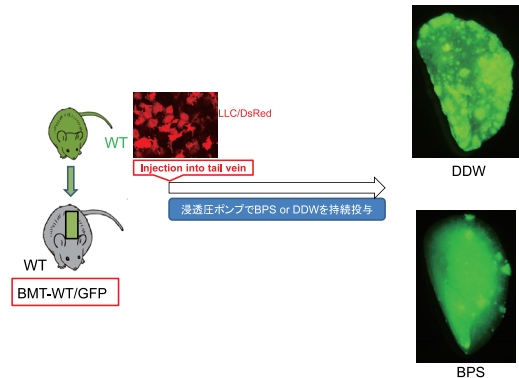 WT
LLC/DsRed
Injection into tail vein
浸透圧ポンプでBPS or DDWを持続投与
WT
BMT-WT/GFP
DDW
BPS